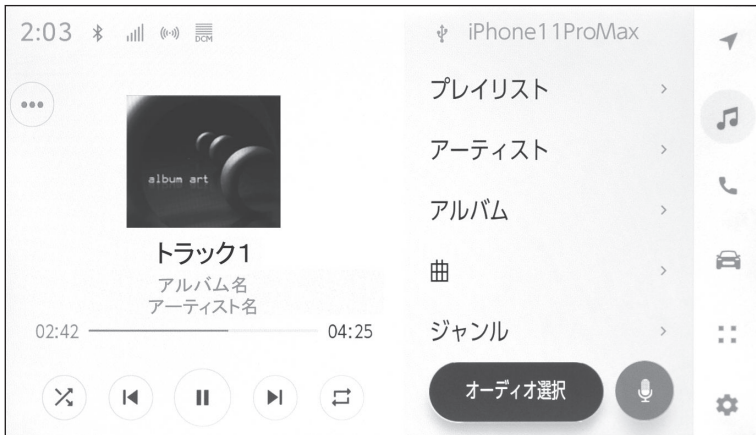 2:03
DCM
iPhone11ProMax
album art
トラック1
アルバム名
アーティスト名
02:42
04:25
プレイリスト
アーティスト
アルバム
曲
ジャンル
オーディオ選択